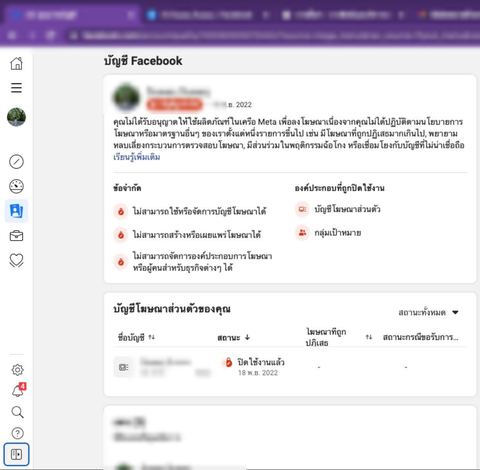 บัญชี Facebook
พ.ย. 2022
คุณไม่ได้รับอนุญาตให้ใช้ผลิตภัณฑ์ในเครือ Meta เพื่อลงโฆษณาเนื่องจากคุณไม่ได้ปฏิบัติตามนโยบายการ
โฆษณาหรือมาตรฐานอื่นๆ ของเราตั้งแต่หนึ่งรายการขึ้นไป เช่น มีโฆษณาที่ถูกปฏิเสธมากเกินไป, พยายาม
หลบเลี่ยงกระบวนการตรวจสอบโฆษณา, มีส่วนร่วมในพฤติกรรมฉ้อโกง หรือเชื่อมโยงกับบัญชีที่ไม่น่าเชื่อถือ
เรียนรู้เพิ่มเติม
ข้อจำกัด
ไม่สามารถใช้หรือจัดการบัญชีโฆษณาได้
ไม่สามารถสร้างหรือเผยแพร่โฆษณาได้
ไม่สามารถจัดการองค์ประกอบการโฆษณา
หรือผู้คนสำหรับธุรกิจต่างๆ ได้
องค์ประกอบที่ถูกปิดใช้งาน
บัญชีโฆษณาส่วนตัว
กลุ่มเป้าหมาย
บัญชีโฆษณาส่วนตัวของคุณ
สถานะทั้งหมด
ชื่อบัญชี
สถานะ
โฆษณาที่ถูก
ปฏิเสธ
สถานะกรณีขอรับการ...
ปิดใช้งานแล้ว
18 พ.ย. 2022
-
-
4